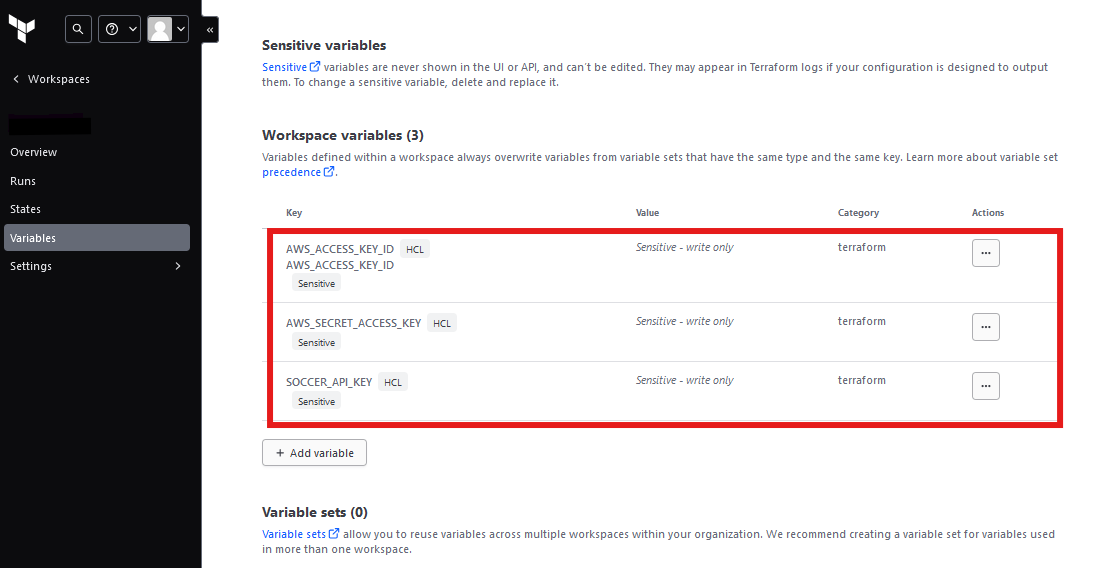 «
Workspaces
Overview
Runs
States
Variables
Settings
Sensitive variables
Sensitive variables are never shown in the UI or API, and can't be edited. They may appear in Terraform logs if your configuration is designed to output
them. To change a sensitive variable, delete and replace it.
Workspace variables (3)
Variables defined within a workspace always overwrite variables from variable sets that have the same type and the same key. Learn more about variable set
precedence.
Key Value Category Actions
AWS_ACCESS_KEY_ID HCL Sensitive - write only terraform ...
AWS_ACCESS_KEY_ID
Sensitive
AWS_SECRET_ACCESS_KEY HCL Sensitive - write only terraform ...
Sensitive
SOCCER_API_KEY HCL Sensitive - write only terraform ...
Sensitive
+ Add variable
Variable sets (0)
Variable sets allow you to reuse variables across multiple workspaces within your organization. We recommend creating a variable set for variables used
in more than one workspace.